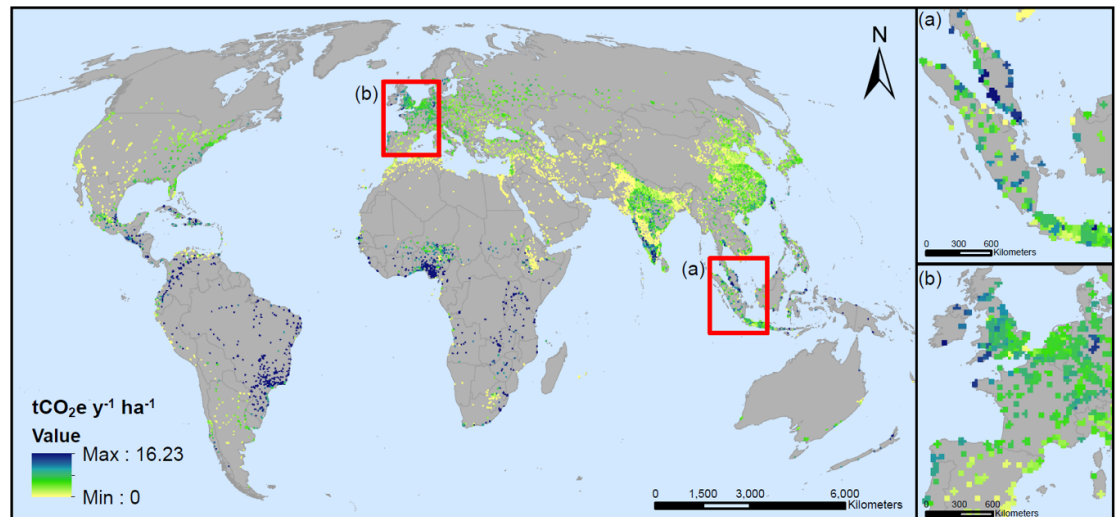 (b)
N
(a)
tCO₂e y⁻¹ ha⁻¹
Value
Max : 16.23
Min : 0
0 1,500 3,000 6,000
Kilometers
(a)
0 300 600
Kilometers
(b)
0 300 600
Kilometers